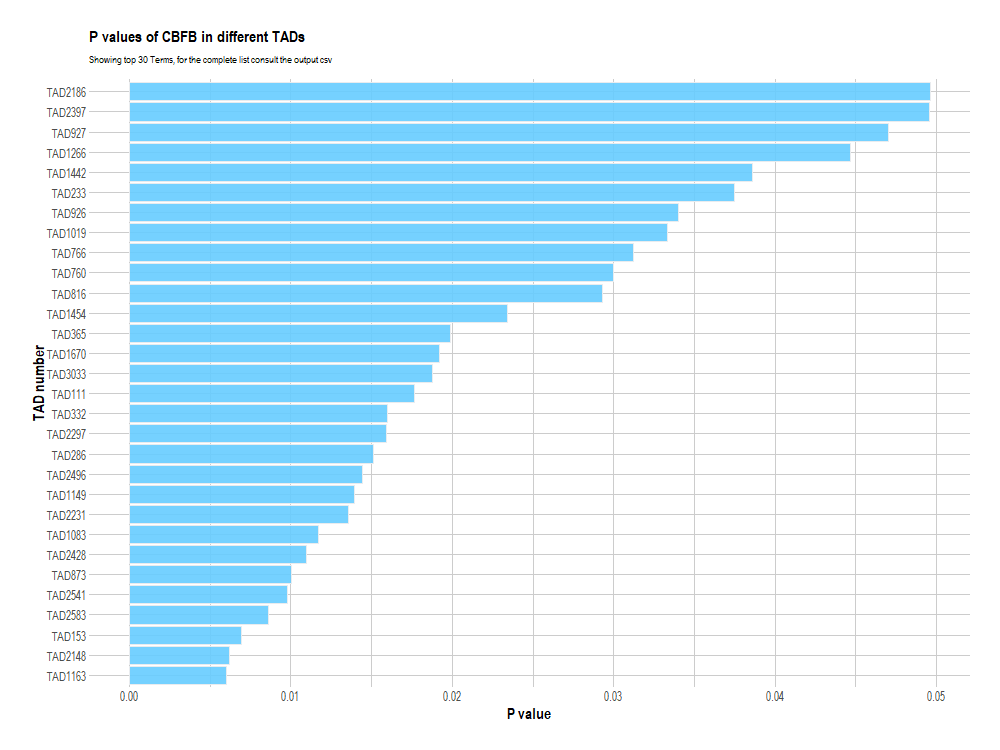 P values of CBFB in different TADs
Showing top 30 Terms, for the complete list consult the output csv
TAD number
TAD2186
TAD2397
TAD927
TAD1266
TAD1442
TAD233
TAD926
TAD1019
TAD766
TAD760
TAD816
TAD1454
TAD365
TAD1670
TAD3033
TAD111
TAD332
TAD2297
TAD286
TAD2496
TAD1149
TAD2231
TAD1083
TAD2428
TAD873
TAD2541
TAD2583
TAD153
TAD2148
TAD1163
0.00 0.01 0.02 0.03 0.04 0.05
P value